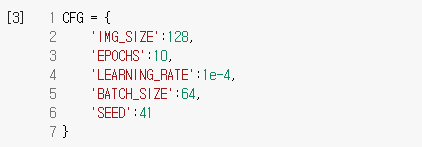 [3] 1 CFG = {
2 'IMG_SIZE':128,
3 'EPOCHS':10,
4 'LEARNING_RATE':1e-4,
5 'BATCH_SIZE':64,
6 'SEED':41
7 }